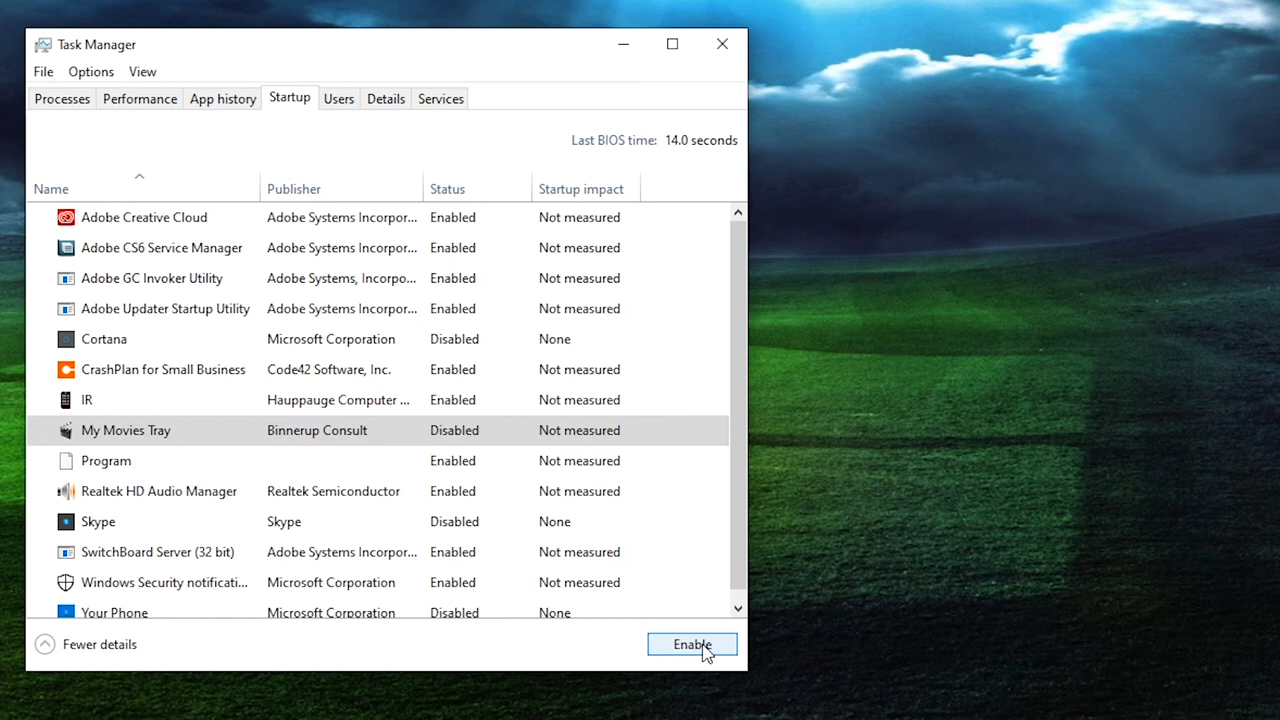 Task Manager
File Options View
Processes Performance App history Startup Users Details Services
Last BIOS time: 14.0 seconds
Name Publisher Status Startup impact
Adobe Creative Cloud Adobe Systems Incorpor... Enabled Not measured
Adobe CS6 Service Manager Adobe Systems Incorpor... Enabled Not measured
Adobe GC Invoker Utility Adobe Systems, Incorpo... Enabled Not measured
Adobe Updater Startup Utility Adobe Systems Incorpor... Enabled Not measured
Cortana Microsoft Corporation Disabled None
CrashPlan for Small Business Code42 Software, Inc. Enabled Not measured
IR Hauppauge Computer ... Enabled Not measured
My Movies Tray Binnerup Consult Disabled Not measured
Program Enabled Not measured
Realtek HD Audio Manager Realtek Semiconductor Enabled Not measured
Skype Skype Disabled None
SwitchBoard Server (32 bit) Adobe Systems Incorpor... Enabled Not measured
Windows Security notificati... Microsoft Corporation Enabled Not measured
Your Phone Microsoft Corporation Disabled None
Fewer details Enable